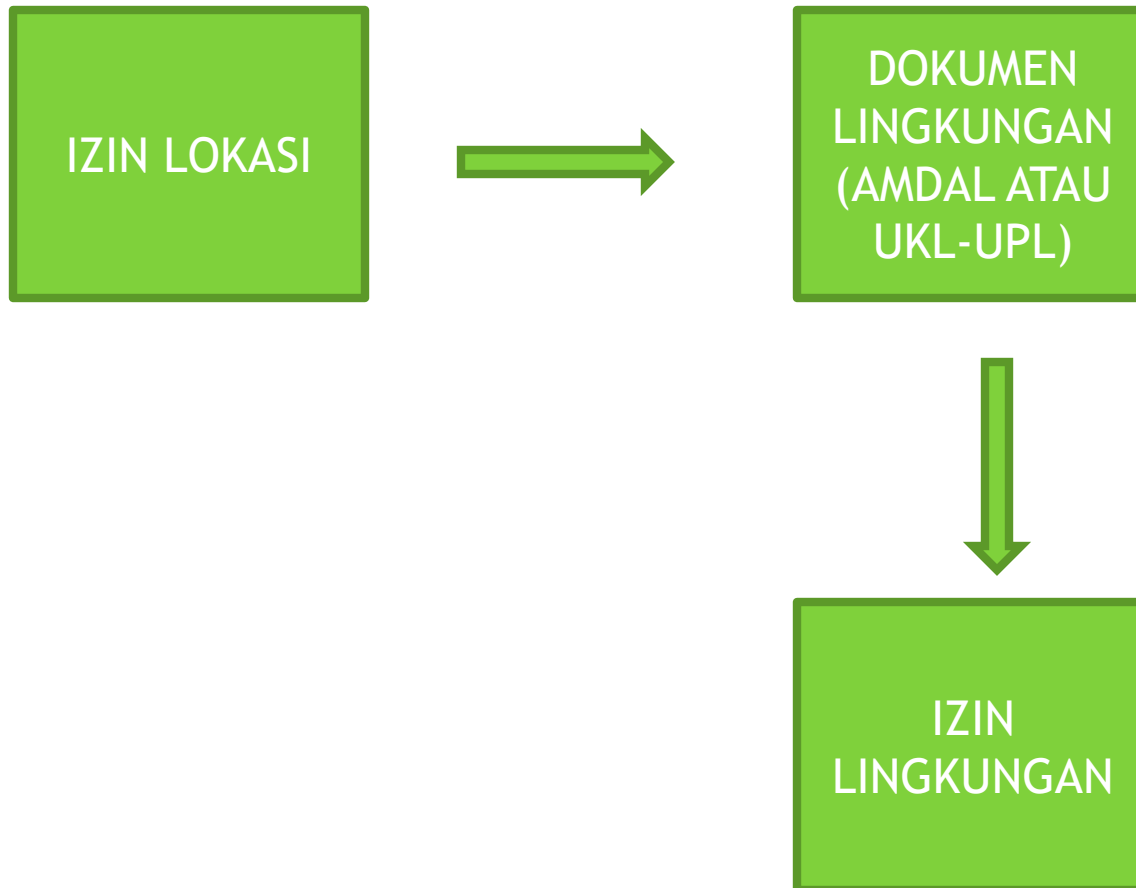 IZIN LOKASI
DOKUMEN
LINGKUNGAN
(AMDAL ATAU
UKL-UPL)
IZIN
LINGKUNGAN